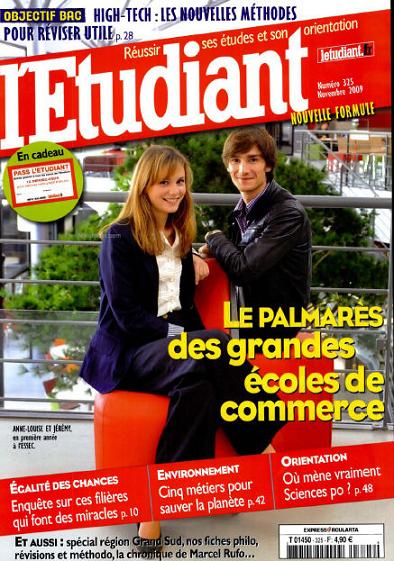 OBJECTIF BAC HIGH-TECH : LES NOUVELLES MÉTHODES
POUR RÉVISER UTILE p. 28
Réussir ses études et son orientation
l'Etudiant
letudiant.fr
Numéro 325
Novembre 2009
NOUVELLE FORMULE
En cadeau
PASS L'ETUDIANT
LE PALMARÈS
des grandes
écoles de
commerce
ANNE-LOUISE ET JÉRÉMY,
en première année
à l'ESSEC.
ÉGALITÉ DES CHANCES
Enquête sur ces filières
qui font des miracles p. 10
ENVIRONNEMENT
Cinq métiers pour
sauver la planète p. 42
ORIENTATION
Où mène vraiment
Sciences po ? p. 48
ET AUSSI : spécial région Grand Sud, nos fiches philo,
révisions et méthodo, la chronique de Marcel Rufo...
EXPRESS ROULARTA
T 01450 - 325 - F: 4,90 €